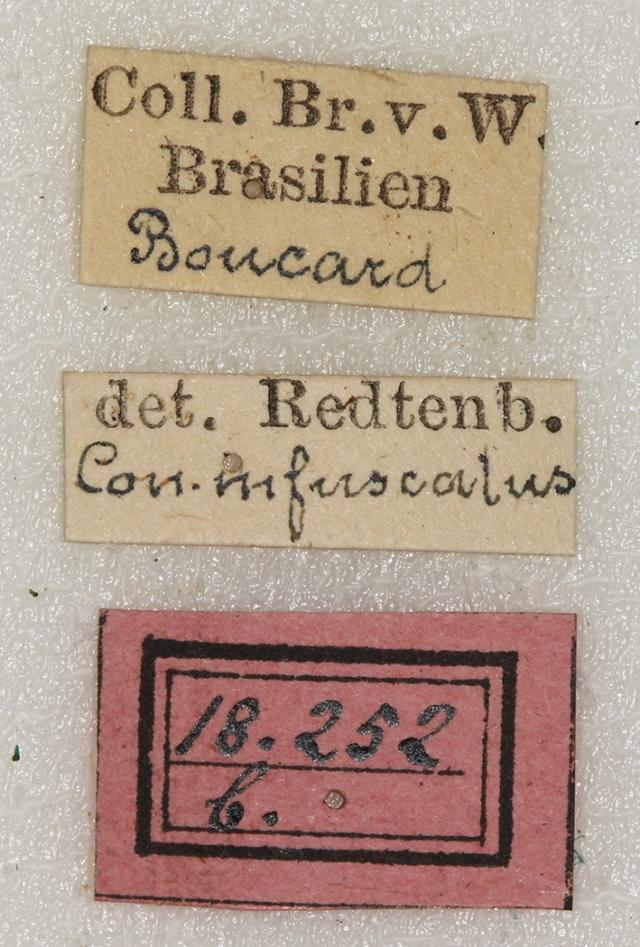 Coll. Br. v. W.
Brasilien
Boucard
det. Redtenb.
Con. infuscatus
18.252
b.